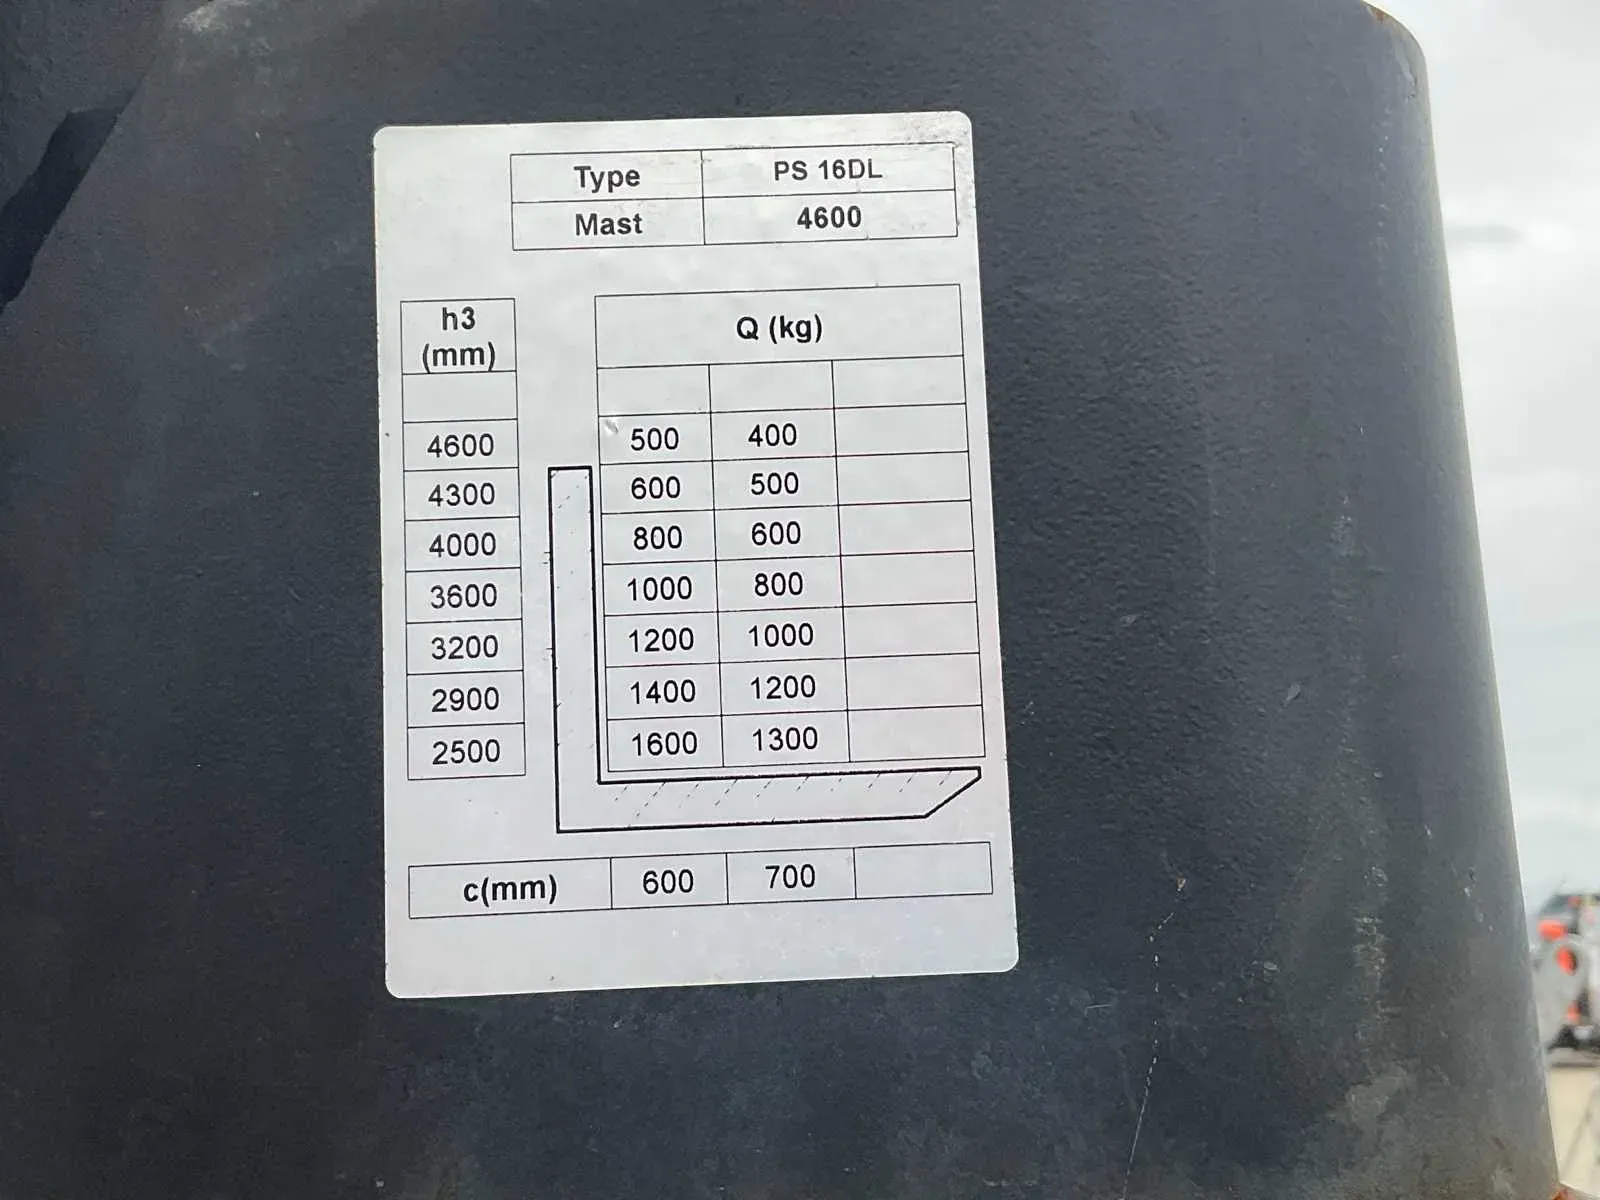 Type PS 16DL
Mast 4600
h3 (mm) Q (kg)
4600 500 400
4300 600 500
4000 800 600
3600 1000 800
3200 1200 1000
2900 1400 1200
2500 1600 1300
c(mm) 600 700